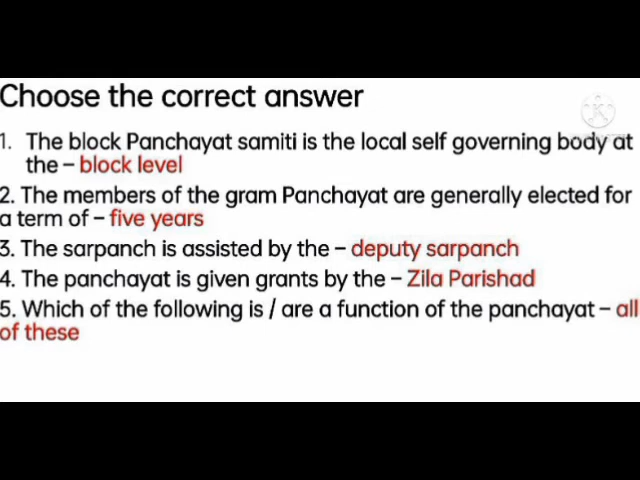 Choose the correct answer
1. The block Panchayat samiti is the local self governing body at
the – block level
2. The members of the gram Panchayat are generally elected for
a term of – five years
3. The sarpanch is assisted by the – deputy sarpanch
4. The panchayat is given grants by the – Zila Parishad
5. Which of the following is / are a function of the panchayat – all
of these